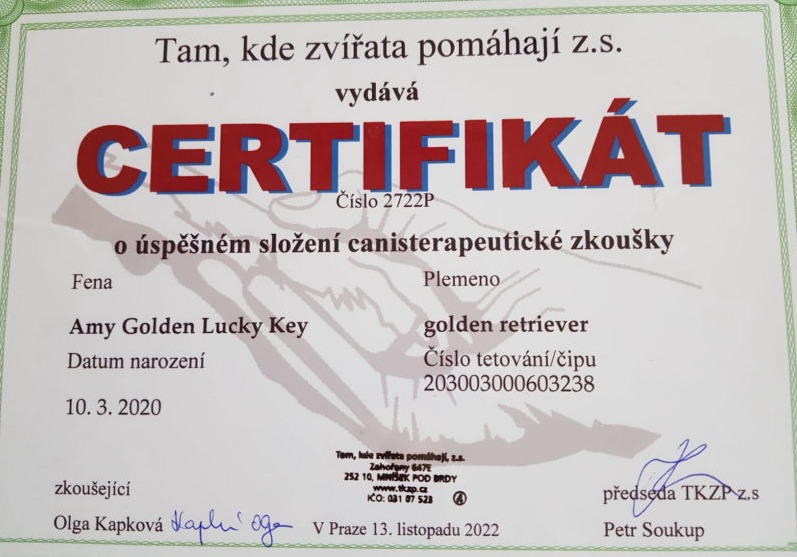 Tam, kde zvířata pomáhají z.s.
vydává
CERTIFIKÁT
Číslo 2722P
o úspěšném složení canisterapeutické zkoušky
Fena
Plemeno
Amy Golden Lucky Key
golden retriever
Datum narození
Číslo tetování/čipu
203003000603238
10. 3. 2020
Tam, kde zvířata pomáhají, z.s.
Zahořany 647E
252 10, MNÍŠEK POD BRDY
www.tkzp.cz
IČO: 031 07 523 4
zkoušející
předseda TKZP z.s
Olga Kapková
V Praze 13. listopadu 2022
Petr Soukup